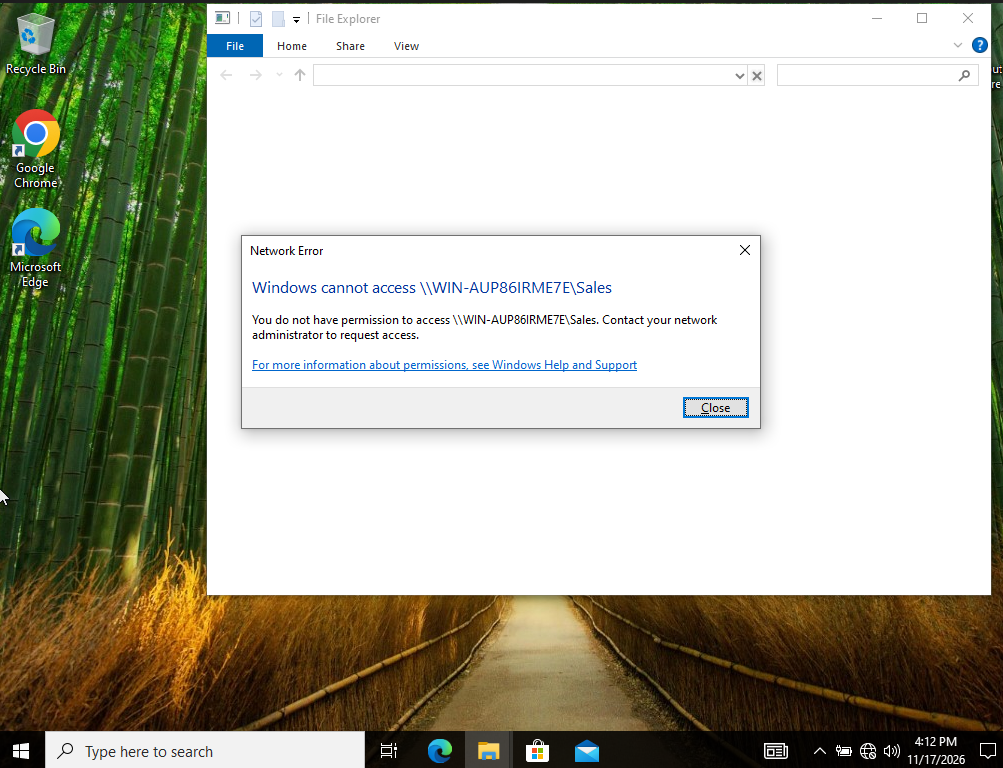 File Explorer
File Home Share View
Recycle Bin
Google
Chrome
Microsoft
Edge
Network Error
Windows cannot access \\WIN-AUP86IRME7E\Sales
You do not have permission to access \\WIN-AUP86IRME7E\Sales. Contact your network
administrator to request access.
For more information about permissions, see Windows Help and Support
Close
Type here to search
4:12 PM
11/17/2026